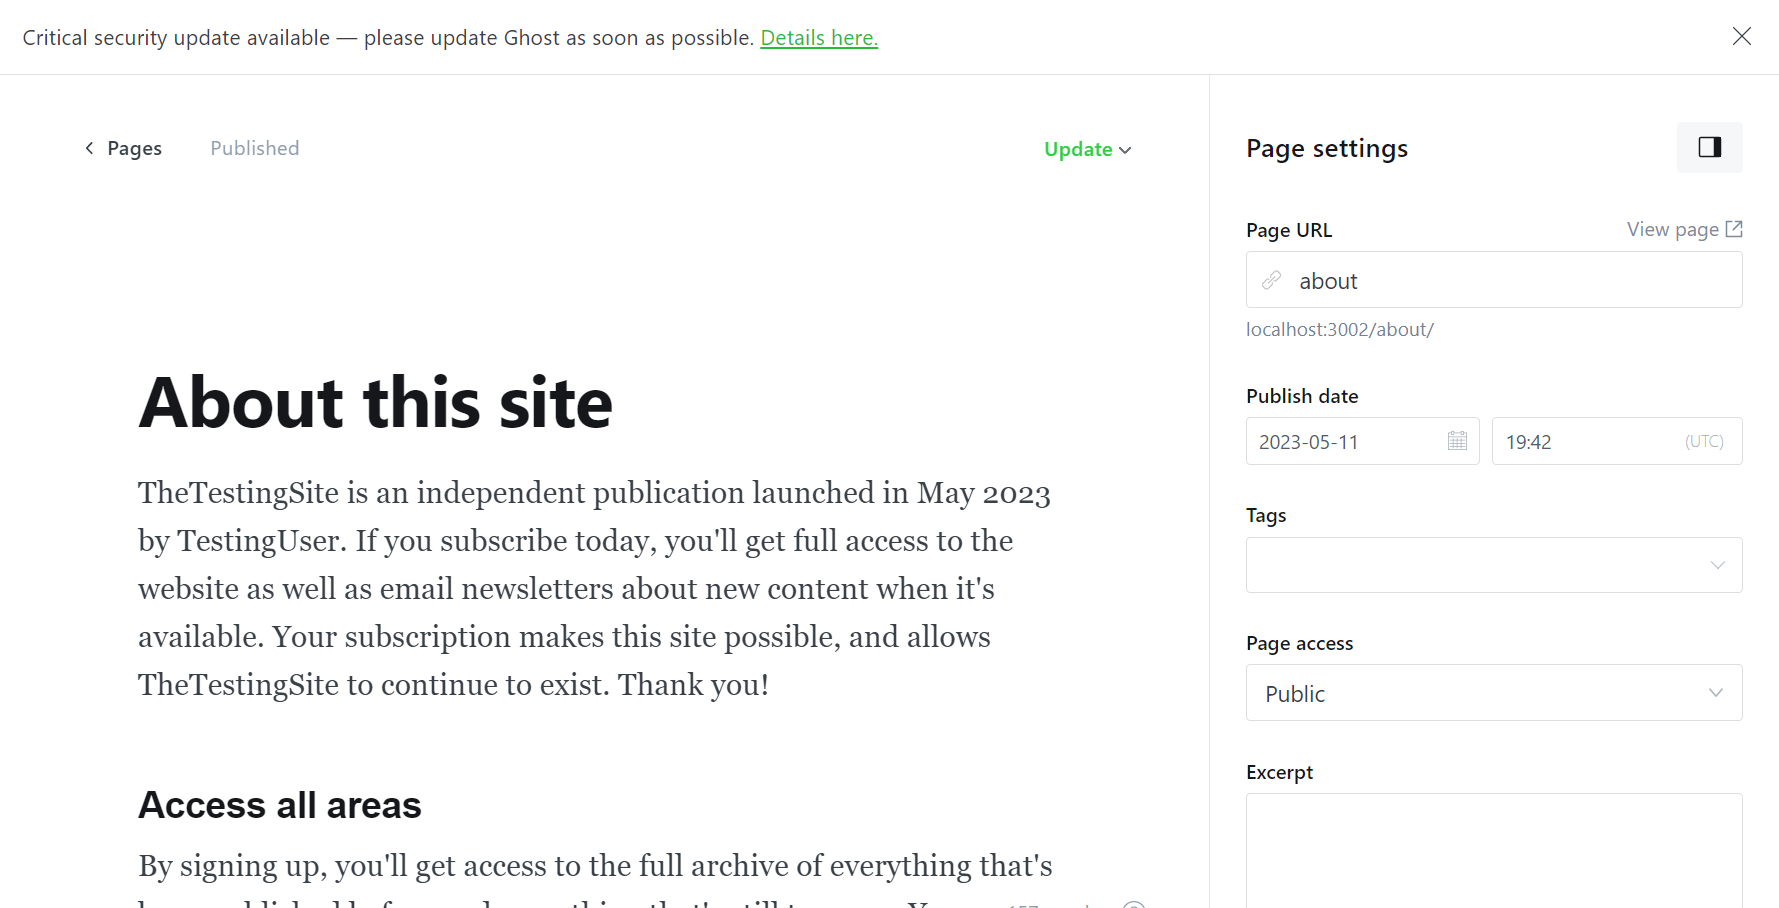 Critical security update available — please update Ghost as soon as possible. Details here.
Pages
Published
Update
Page settings
Page URL
View page
about
localhost:3002/about/
Publish date
2023-05-11
19:42
(UTC)
Tags
Page access
Public
Excerpt
About this site
TheTestingSite is an independent publication launched in May 2023
by TestingUser. If you subscribe today, you'll get full access to the
website as well as email newsletters about new content when it's
available. Your subscription makes this site possible, and allows
TheTestingSite to continue to exist. Thank you!
Access all areas
By signing up, you'll get access to the full archive of everything that's